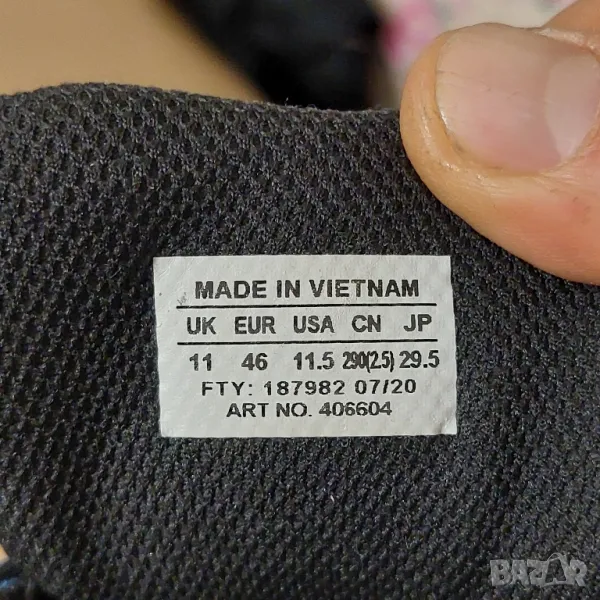 MADE IN VIETNAM
UK EUR USA CN JP
11 46 11.5 290(2.5) 29.5
FTY: 187982 07/20
ART NO. 406604
BAZAR